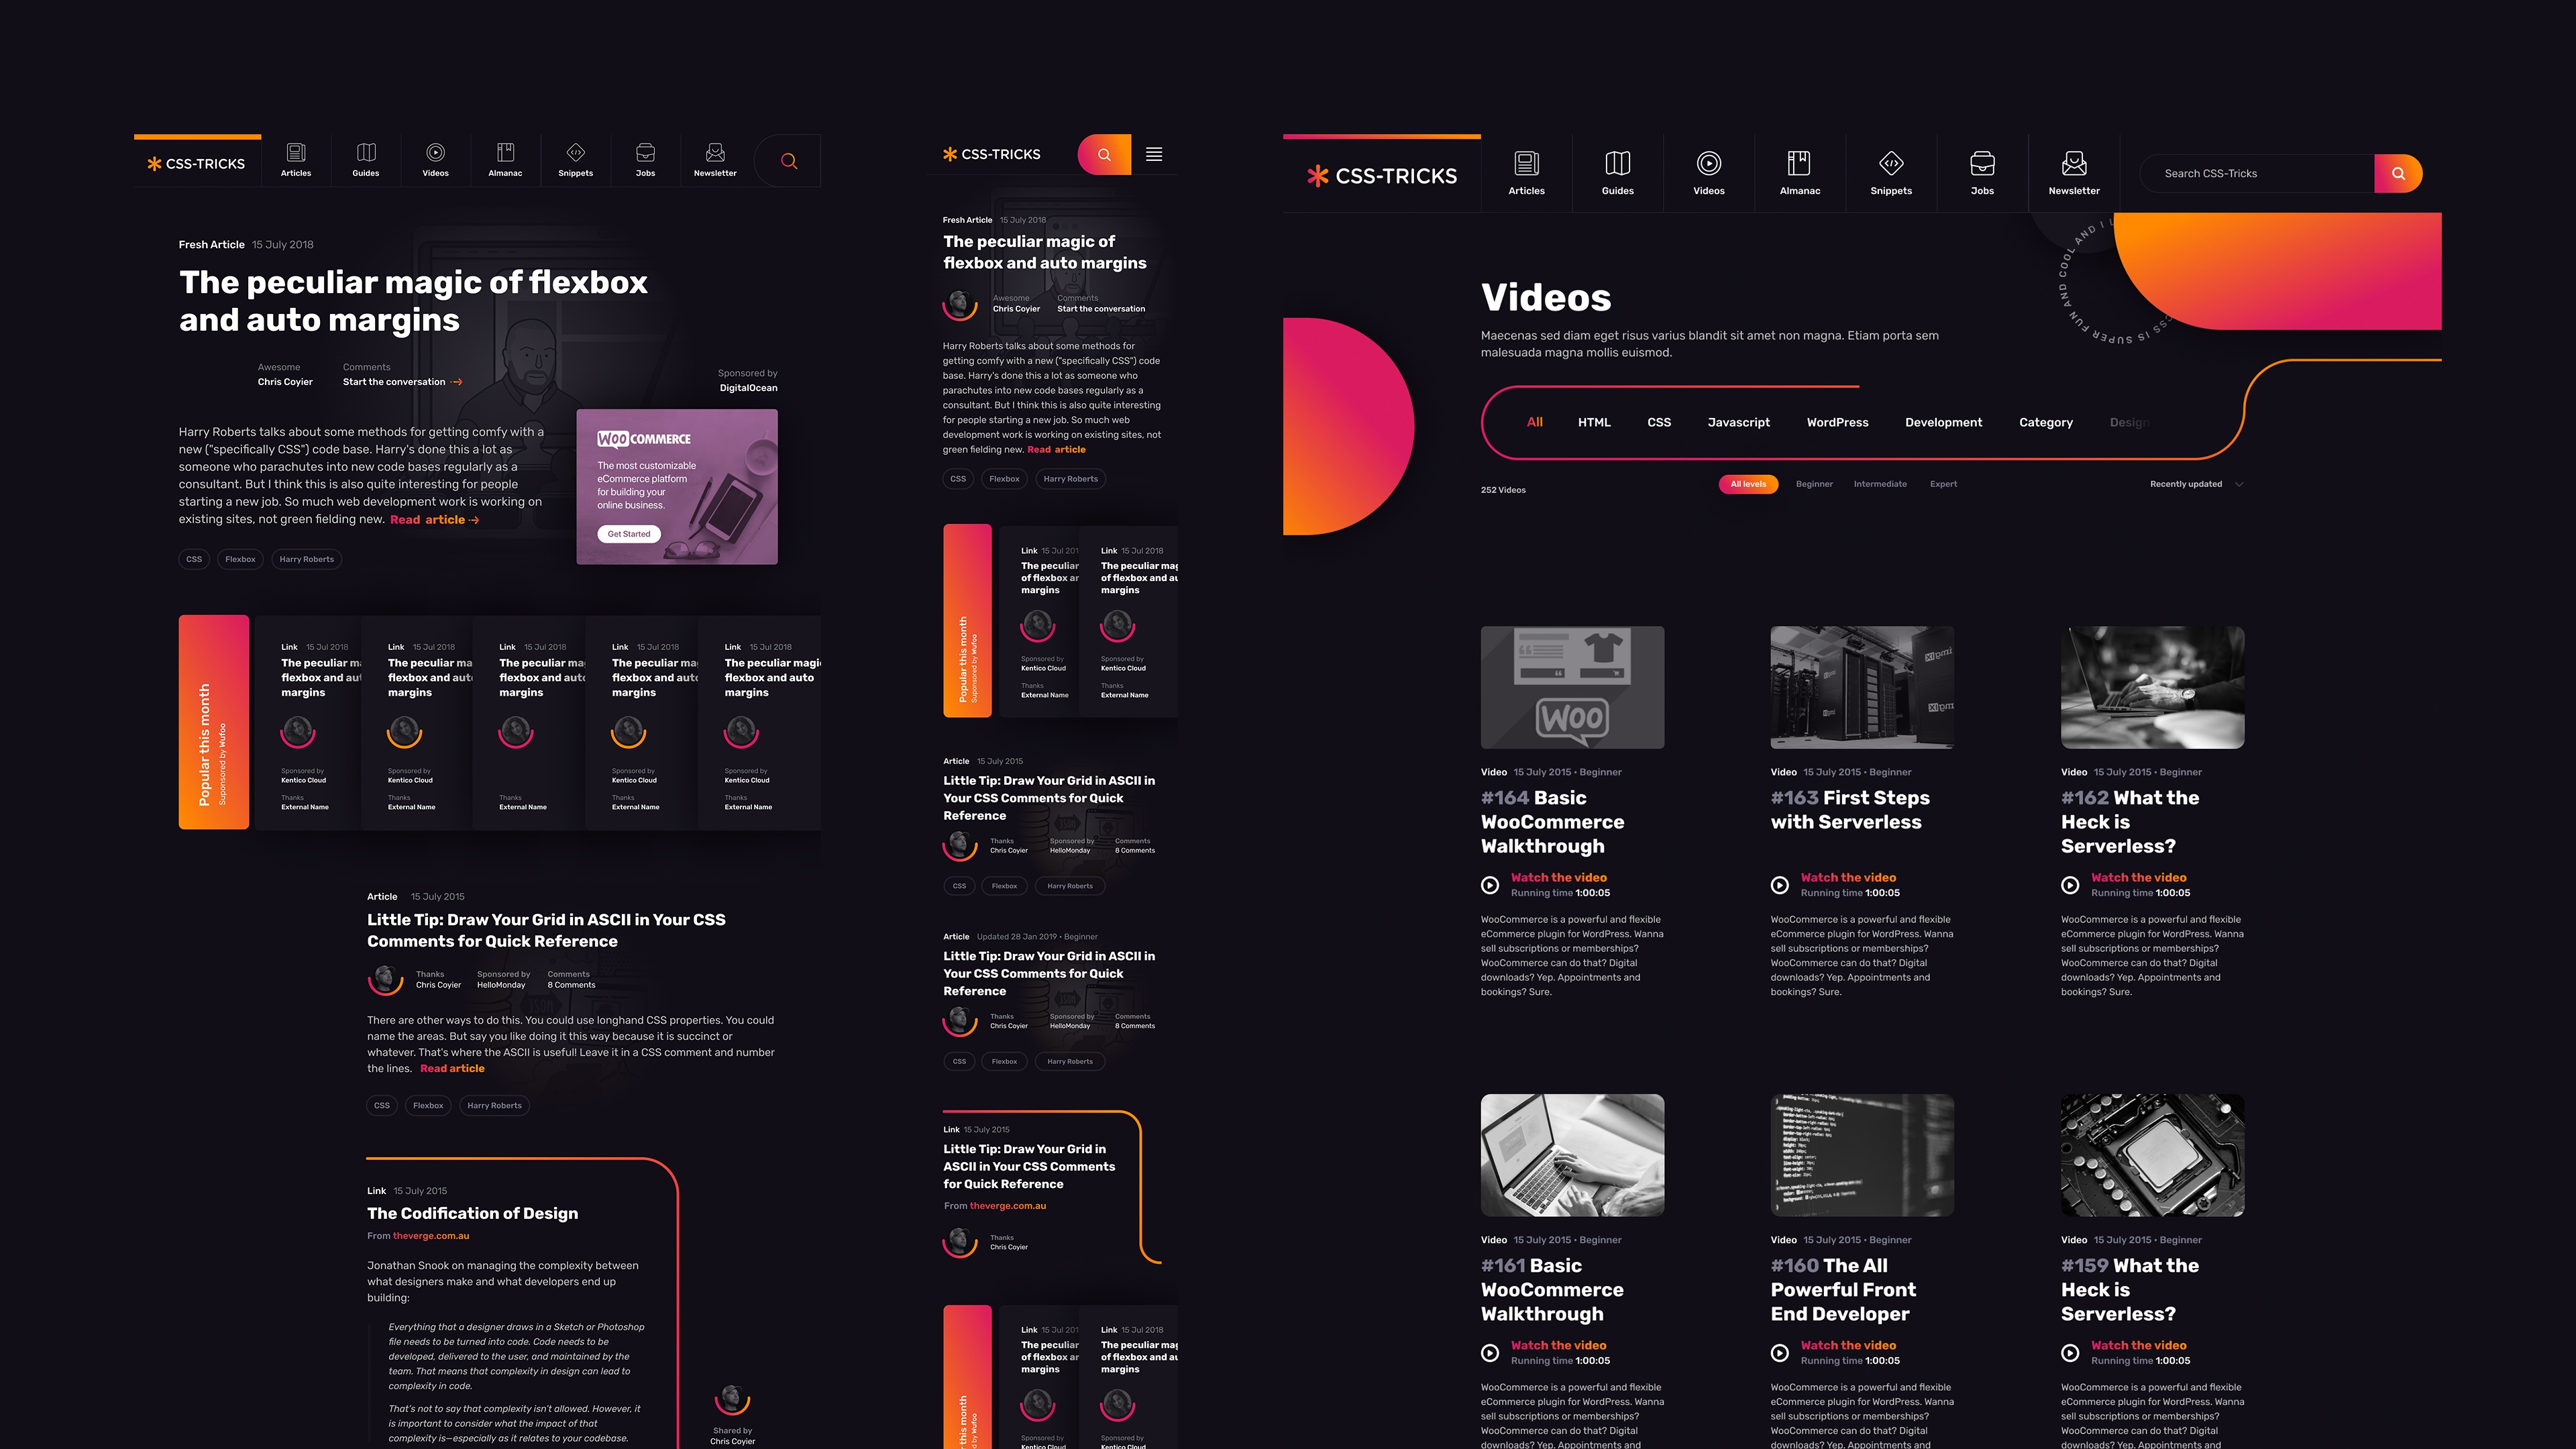 CSS-TRICKS
Articles
Guides
Videos
Almanac
Snippets
Jobs
Newsletter
Fresh Article 15 July 2018
The peculiar magic of flexbox
and auto margins
Awesome
Chris Coyier
Comments
Start the conversation
Sponsored by
DigitalOcean
Harry Roberts talks about some methods for getting comfy with a
new ("specifically CSS") code base. Harry's done this a lot as
someone who parachutes into new code bases regularly as a
consultant. But I think this is also quite interesting for people
starting a new job. So much web development work is working on
existing sites, not green fielding new. Read article
WOOCOMMERCE
The most customizable
eCommerce platform
for building your
online business.
Get Started
CSS
Flexbox
Harry Roberts
Popular this month
Suponsored by Wufoo
Link 15 July 2018
The peculiar ma
flexbox and aut
margins
Sponsored by
Kentico Cloud
Thanks
External Name
Link 15 July 2018
The peculiar ma
flexbox and aut
margins
Sponsored by
Kentico Cloud
Thanks
External Name
Link 15 July 2018
The peculiar mag
flexbox and auto
margins
Thanks
External Name
Link 15 July 2018
The peculiar mag
flexbox and auto
margins
Sponsored by
Kentico Cloud
Thanks
External Name
Link 15 July 2018
The peculiar magic
flexbox and auto
margins
Sponsored by
Kentico Cloud
Thanks
External Name
Article 15 July 2015
Little Tip: Draw Your Grid in ASCII in Your CSS
Comments for Quick Reference
Thanks
Chris Coyier
Sponsored by
HelloMonday
Comments
8 Comments
JSON
There are other ways to do this. You could use longhand CSS properties. You could
name the areas. But say you like doing it this way because it is succinct or
whatever. That's where the ASCII is useful! Leave it in a CSS comment and number
the lines. Read article
CSS
Flexbox
Harry Roberts
Link 15 July 2015
The Codification of Design
From theverge.com.au
Jonathan Snook on managing the complexity between
what designers make and what developers end up
building:
Everything that a designer draws in a Sketch or Photoshop
file needs to be turned into code. Code needs to be
developed, delivered to the user, and maintained by the
team. That means that complexity in design can lead to
complexity in code.
That's not to say that complexity isn't allowed. However, it
is important to consider what the impact of that
complexity is—especially as it relates to your codebase.
Shared by
Chris Coyier
CSS-TRICKS
Fresh Article 15 July 2018
The peculiar magic of
flexbox and auto margins
Awesome
Chris Coyier
Comments
Start the conversation
Harry Roberts talks about some methods for
getting comfy with a new ("specifically CSS") code
base. Harry's done this a lot as someone who
parachutes into new code bases regularly as a
consultant. But I think this is also quite interesting
for people starting a new job. So much web
development work is working on existing sites, not
green fielding new. Read article
CSS
Flexbox
Harry Roberts
Popular this month
Suponsored by Wufoo
Link 15 Jul 201
The peculiar
of flexbox ar
margins
Sponsored by
Kentico Cloud
Thanks
External Name
Link 15 Jul 2018
The peculiar mag
of flexbox and au
margins
Sponsored by
Kentico Cloud
Thanks
External Name
Article 15 July 2015
Little Tip: Draw Your Grid in ASCII in
Your CSS Comments for Quick
Reference
Thanks
Chris Coyier
Sponsored by
HelloMonday
Comments
8 Comments
CSS
Flexbox
Harry Roberts
Article Updated 28 Jan 2019 • Beginner
Little Tip: Draw Your Grid in ASCII in
Your CSS Comments for Quick
Reference
Thanks
Chris Coyier
Sponsored by
HelloMonday
Comments
8 Comments
CSS
Flexbox
Harry Roberts
Link 15 July 2015
Little Tip: Draw Your Grid in
ASCII in Your CSS Comments
for Quick Reference
From theverge.com.au
Thanks
Chris Coyier
this month
ed by Wufoo
Link 15 Jul 201
The peculiar
of flexbox ar
margins
Sponsored by
Kentico Cloud
Link 15 Jul 2018
The peculiar mag
of flexbox and au
margins
Sponsored by
Kentico Cloud
CSS-TRICKS
Articles
Guides
Videos
Almanac
Snippets
Jobs
Newsletter
Search CSS-Tricks
CSS IS SUPER FUN AND COOL AND I L
Videos
Maecenas sed diam eget risus varius blandit sit amet non magna. Etiam porta sem
malesuada magna mollis euismod.
All
HTML
CSS
Javascript
WordPress
Development
Category
Design
252 Videos
All levels
Beginner
Intermediate
Expert
Recently updated
WOO
Video 15 July 2015 • Beginner
#164 Basic
WooCommerce
Walkthrough
Watch the video
Running time 1:00:05
WooCommerce is a powerful and flexible
eCommerce plugin for WordPress. Wanna
sell subscriptions or memberships?
WooCommerce can do that? Digital
downloads? Yep. Appointments and
bookings? Sure.
Video 15 July 2015 • Beginner
#163 First Steps
with Serverless
Watch the video
Running time 1:00:05
WooCommerce is a powerful and flexible
eCommerce plugin for WordPress. Wanna
sell subscriptions or memberships?
WooCommerce can do that? Digital
downloads? Yep. Appointments and
bookings? Sure.
Video 15 July 2015 • Beginner
#162 What the
Heck is
Serverless?
Watch the video
Running time 1:00:05
WooCommerce is a powerful and flexible
eCommerce plugin for WordPress. Wanna
sell subscriptions or memberships?
WooCommerce can do that? Digital
downloads? Yep. Appointments and
bookings? Sure.
Video 15 July 2015 • Beginner
#161 Basic
WooCommerce
Walkthrough
Watch the video
Running time 1:00:05
WooCommerce is a powerful and flexible
eCommerce plugin for WordPress. Wanna
sell subscriptions or memberships?
WooCommerce can do that? Digital
downloads? Yep. Appointments and
Video 15 July 2015 • Beginner
#160 The All
Powerful Front
End Developer
Watch the video
Running time 1:00:05
WooCommerce is a powerful and flexible
eCommerce plugin for WordPress. Wanna
sell subscriptions or memberships?
WooCommerce can do that? Digital
downloads? Yep. Appointments and
Video 15 July 2015 • Beginner
#159 What the
Heck is
Serverless?
Watch the video
Running time 1:00:05
WooCommerce is a powerful and flexible
eCommerce plugin for WordPress. Wanna
sell subscriptions or memberships?
WooCommerce can do that? Digital
downloads? Yep. Appointments and